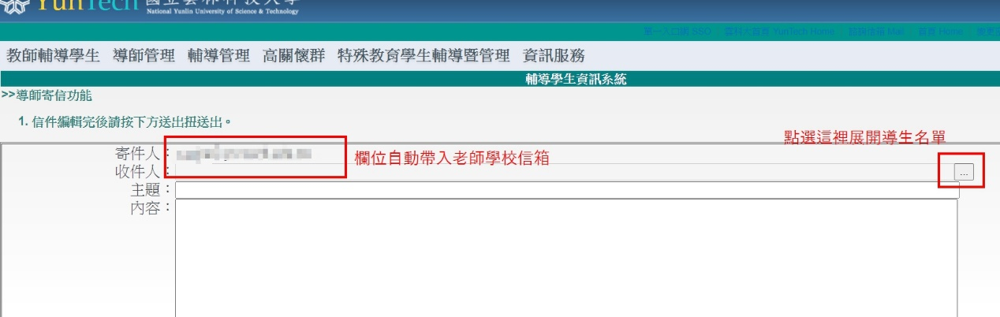 YunTech 國立雲林科技大學
National Yunlin University of Science & Technology
單一入口網 SSO 雲科大首頁 YunTech Home Mail 首頁 Home
教師輔導學生 導師管理 輔導管理 高關懷群 特殊教育學生輔導暨管理 資訊服務
輔導學生資訊系統
>>導師寄信功能
1. 信件編輯完後請按下方送出扭送出。
點選這裡展開導生名單
寄件人：
欄位自動帶入老師學校信箱
收件人：
...
主題：
內容：